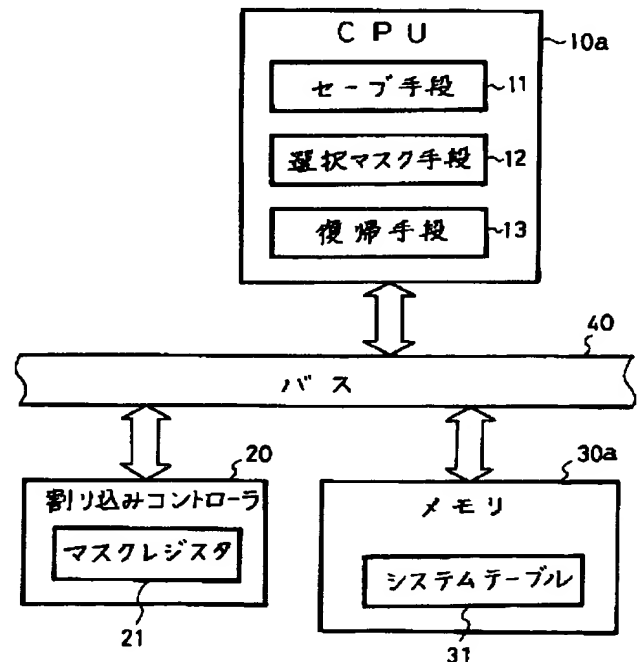 CPU
10a
セーブ手段
11
選択マスク手段
12
復帰手段
13
40
バス
20
割り込みコントローラ
マスクレジスタ
21
30a
メモリ
システムテーブル
31